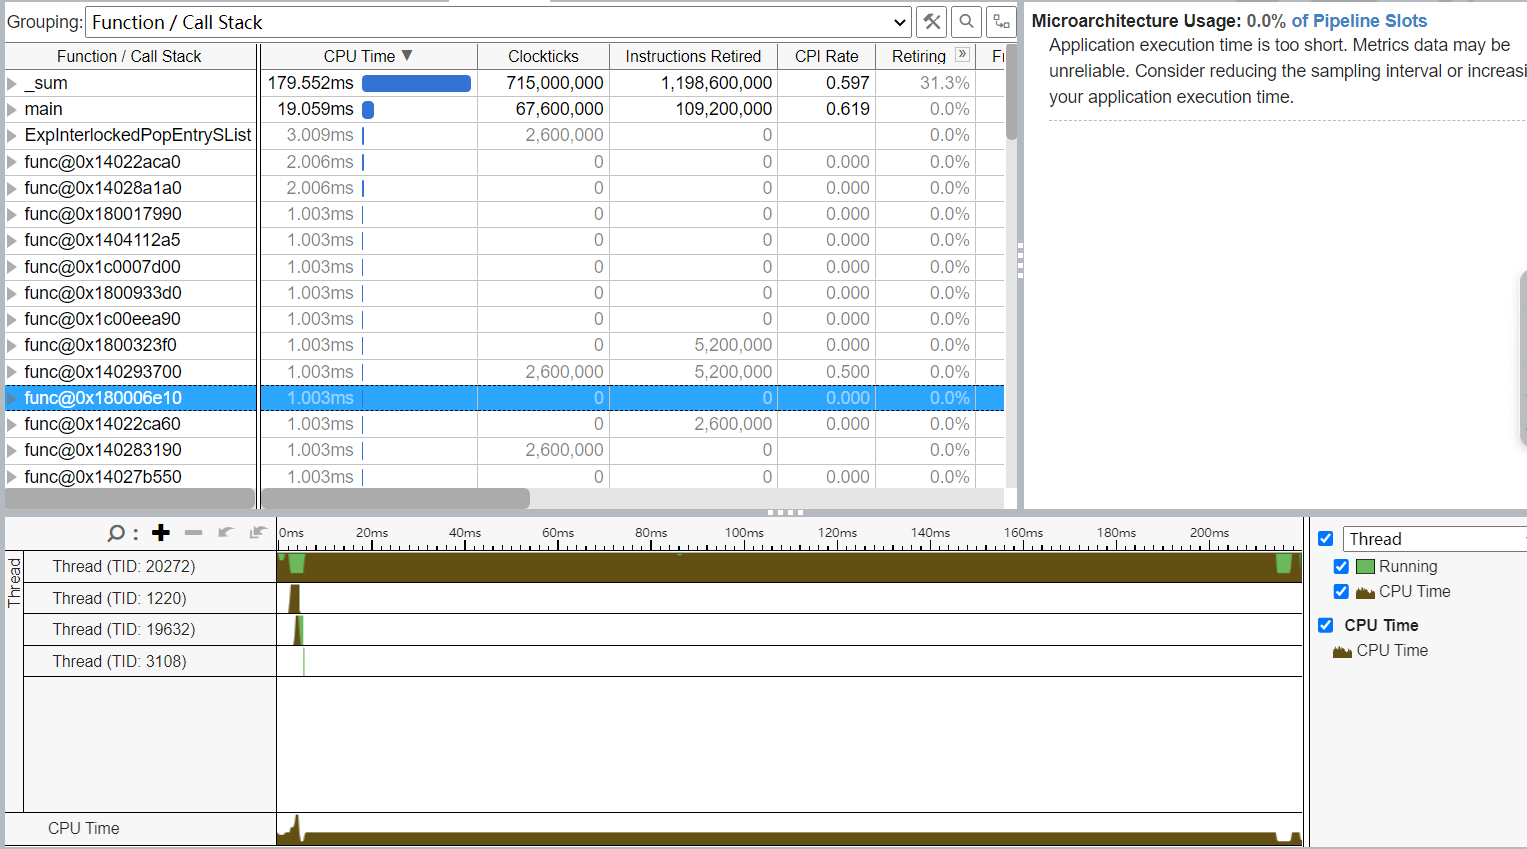 Grouping: Function / Call Stack
Function / Call Stack CPU Time ▼ Clockticks Instructions Retired CPI Rate Retiring »
_sum 179.552ms 715,000,000 1,198,600,000 0.597 31.3%
main 19.059ms 67,600,000 109,200,000 0.619 0.0%
ExpInterlockedPopEntrySList 3.009ms 2,600,000 0 0.0%
func@0x14022aca0 2.006ms 0 0 0.000 0.0%
func@0x14028a1a0 2.006ms 0 0 0.000 0.0%
func@0x180017990 1.003ms 0 0 0.000 0.0%
func@0x1404112a5 1.003ms 0 0 0.000 0.0%
func@0x1c0007d00 1.003ms 0 0 0.000 0.0%
func@0x1800933d0 1.003ms 0 0 0.000 0.0%
func@0x1c00eea90 1.003ms 0 0 0.000 0.0%
func@0x1800323f0 1.003ms 0 5,200,000 0.000 0.0%
func@0x140293700 1.003ms 2,600,000 5,200,000 0.500 0.0%
func@0x180006e10 1.003ms 0 0 0.000 0.0%
func@0x14022ca60 1.003ms 0 2,600,000 0.000 0.0%
func@0x140283190 1.003ms 2,600,000 0 0.0%
func@0x14027b550 1.003ms 0 0 0.000 0.0%
Microarchitecture Usage: 0.0% of Pipeline Slots
Application execution time is too short. Metrics data may be
unreliable. Consider reducing the sampling interval or increasi
your application execution time.
0ms 20ms 40ms 60ms 80ms 100ms 120ms 140ms 160ms 180ms 200ms
Thread
Thread (TID: 20272)
Thread (TID: 1220)
Thread (TID: 19632)
Thread (TID: 3108)
CPU Time
Thread
Running
CPU Time
CPU Time
CPU Time